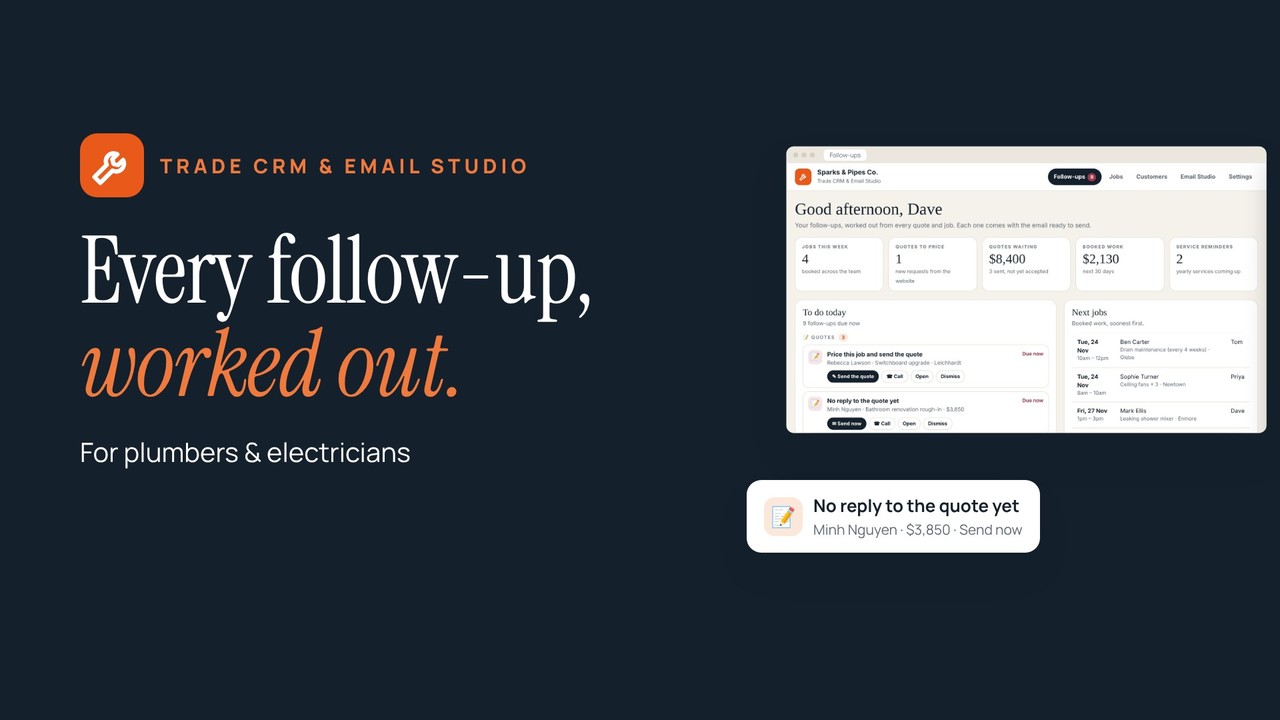 TRADE CRM & EMAIL STUDIO
Every follow-up,
worked out.
For plumbers & electricians
Follow-ups
Sparks & Pipes Co.
Trade CRM & Email Studio
Follow-ups 9 Jobs Customers Email Studio Settings
Good afternoon, Dave
Your follow-ups, worked out from every quote and job. Each one comes with the email ready to send.
JOBS THIS WEEK
4
booked across the team
QUOTES TO PRICE
1
new requests from the
website
QUOTES WAITING
$8,400
3 sent, not yet accepted
BOOKED WORK
$2,130
next 30 days
SERVICE REMINDERS
2
yearly services coming up
To do today
9 follow-ups due now
QUOTES 3
Price this job and send the quote Due now
Rebecca Lawson · Switchboard upgrade · Leichhardt
Send the quote Call Open Dismiss
No reply to the quote yet Due now
Minh Nguyen · Bathroom renovation rough-in · $3,850
Send now Call Open Dismiss
Next jobs
Booked work, soonest first.
Tue, 24 Nov
10am – 12pm
Ben Carter
Drain maintenance (every 4 weeks) ·
Glebe
Tom
Tue, 24 Nov
8am – 10am
Sophie Turner
Ceiling fans × 3 · Newtown
Priya
Fri, 27 Nov
1pm – 3pm
Mark Ellis
Leaking shower mixer · Enmore
Dave
No reply to the quote yet
Minh Nguyen · $3,850 · Send now